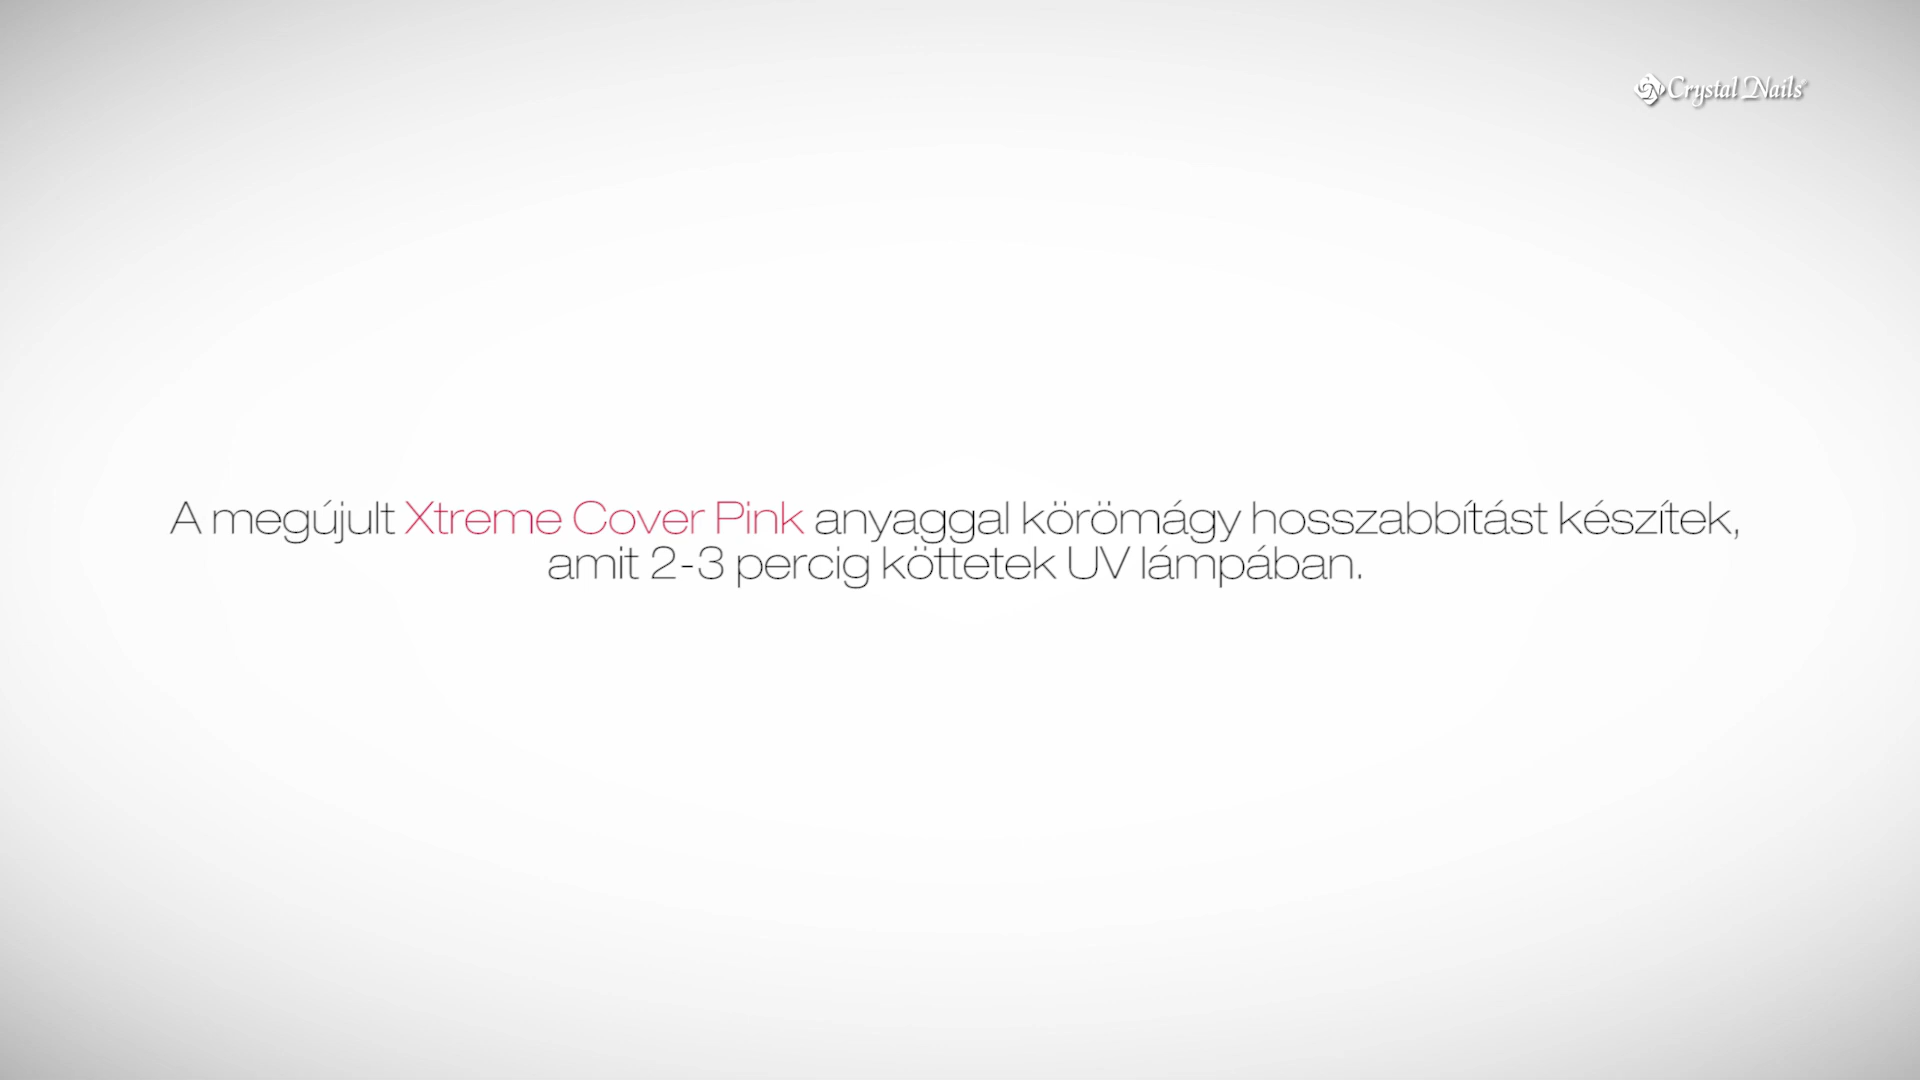 Crystal Nails
A megújult Xtreme Cover Pink anyaggal körömágy hosszabbítást készítek,
amit 2-3 percig köttetek UV lámpában.